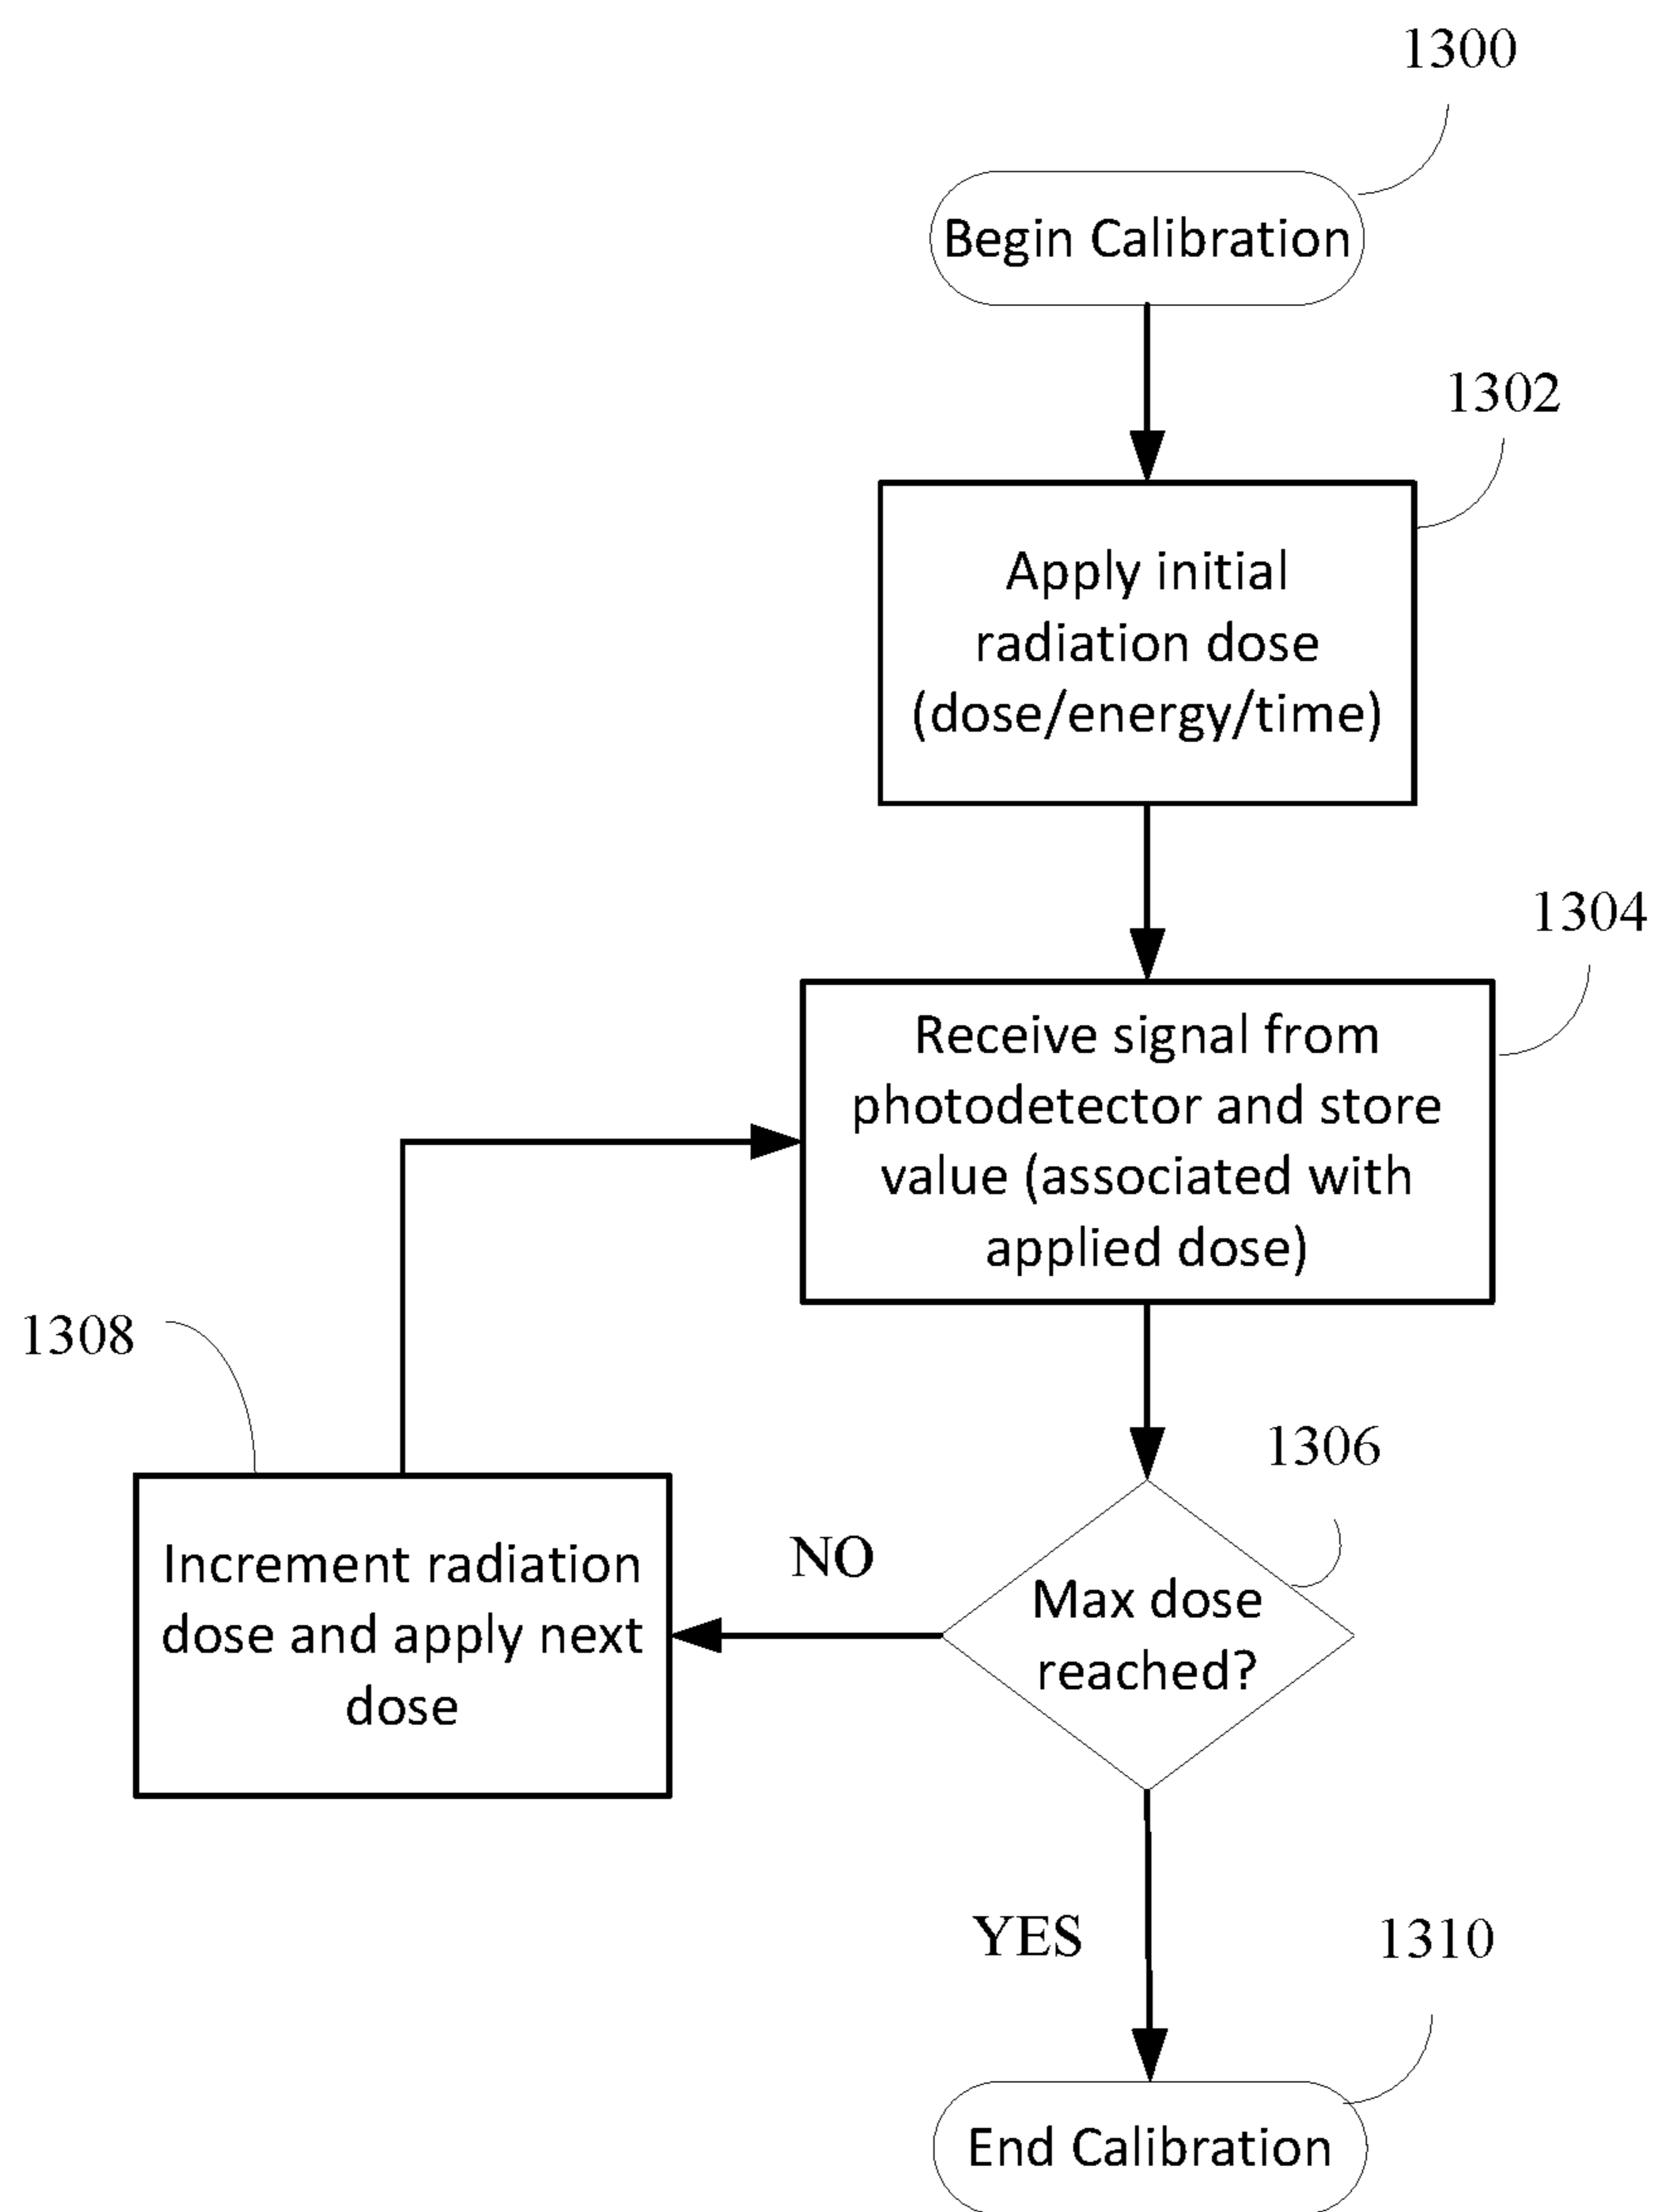 1300
Begin Calibration
1302
Apply initial
radiation dose
(dose/energy/time)
1304
Receive signal from
photodetector and store
value (associated with
applied dose)
1308
1306
Increment radiation
dose and apply next
dose
NO
Max dose
reached?
YES
1310
End Calibration